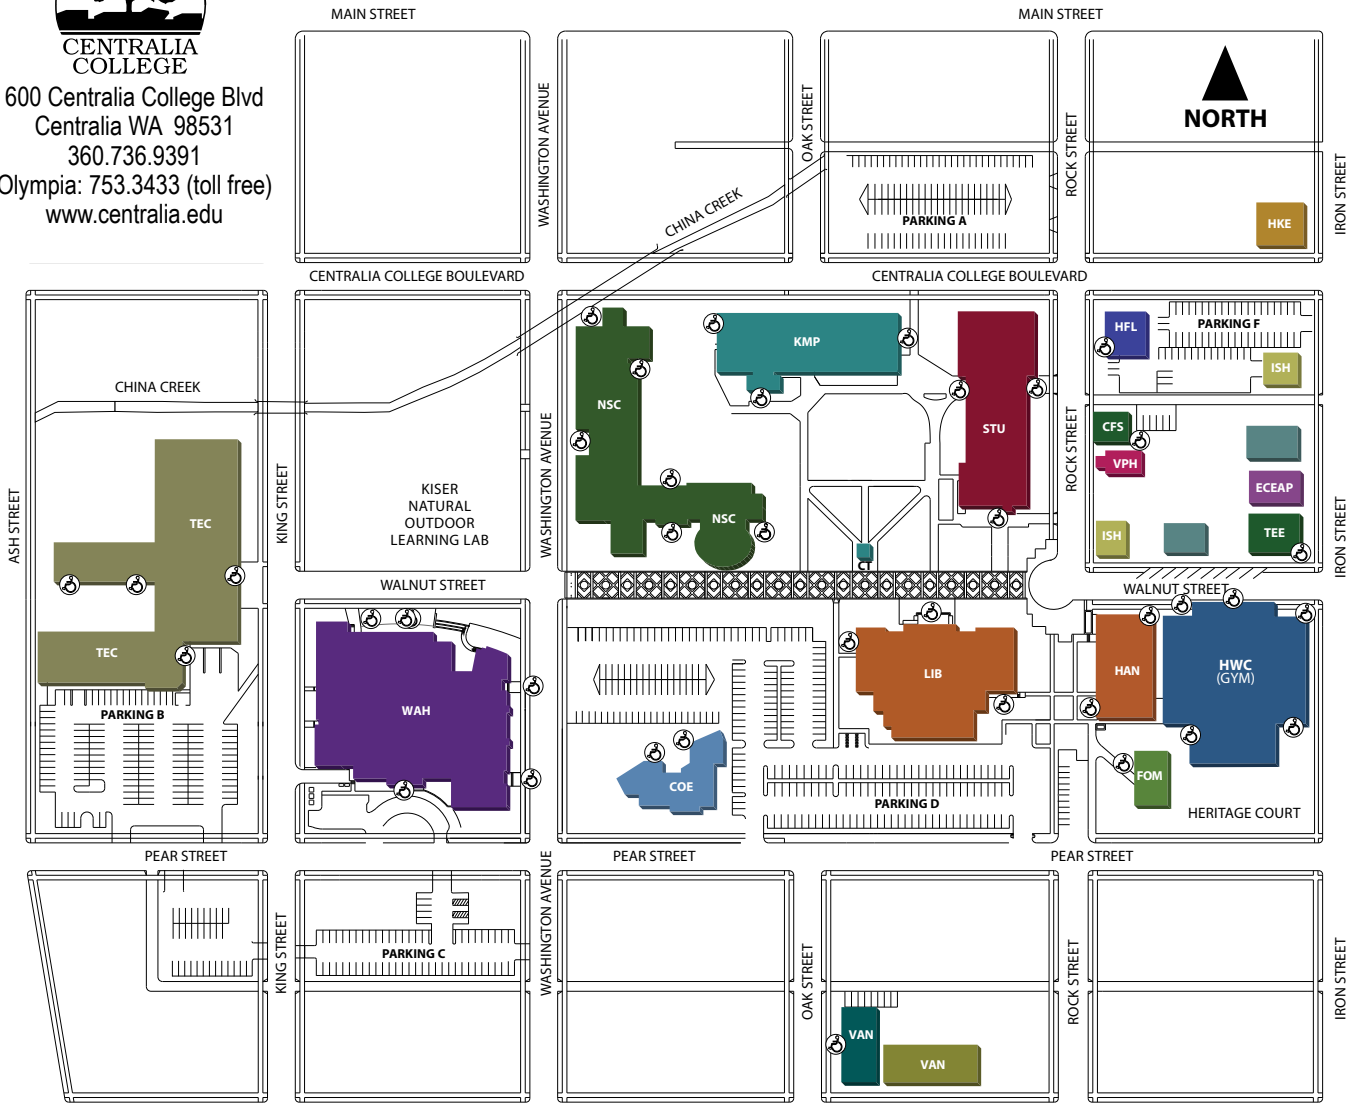 MAIN STREET
MAIN STREET
CENTRALIA
COLLEGE
600 Centralia College Blvd
Centralia WA  98531
360.736.9391
Olympia: 753.3433 (toll free)
www.centralia.edu
WASHINGTON AVENUE
OAK STREET
ROCK STREET
NORTH
IRON STREET
CHINA CREEK
PARKING A
HKE
CENTRALIA COLLEGE BOULEVARD
CENTRALIA COLLEGE BOULEVARD
HFL
PARKING F
KMP
ISH
CHINA CREEK
NSC
STU
CFS
VPH
ECEAP
ASH STREET
KING STREET
WASHINGTON AVENUE
ROCK STREET
IRON STREET
TEC
KISER
NATURAL
OUTDOOR
LEARNING LAB
NSC
ISH
TEE
CT
WALNUT STREET
WALNUT STREET
TEC
LIB
HAN
HWC
(GYM)
PARKING B
WAH
COE
FOM
PARKING D
HERITAGE COURT
PEAR STREET
PEAR STREET
PEAR STREET
KING STREET
WASHINGTON AVENUE
OAK STREET
ROCK STREET
IRON STREET
PARKING C
VAN
VAN